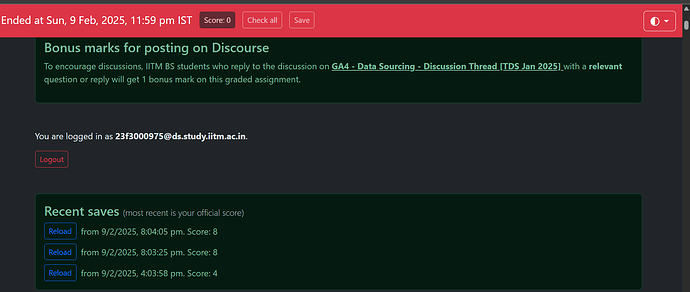 Ended at Sun, 9 Feb, 2025, 11:59 pm IST Score: 0 Check all Save
Bonus marks for posting on Discourse
To encourage discussions, IITM BS students who reply to the discussion on GA4 - Data Sourcing - Discussion Thread [TDS Jan 2025] with a relevant
question or reply will get 1 bonus mark on this graded assignment.
You are logged in as 23f3000975@ds.study.iitm.ac.in.
Logout
Recent saves (most recent is your official score)
Reload from 9/2/2025, 8:04:05 pm. Score: 8
Reload from 9/2/2025, 8:03:25 pm. Score: 8
Reload from 9/2/2025, 4:03:58 pm. Score: 4